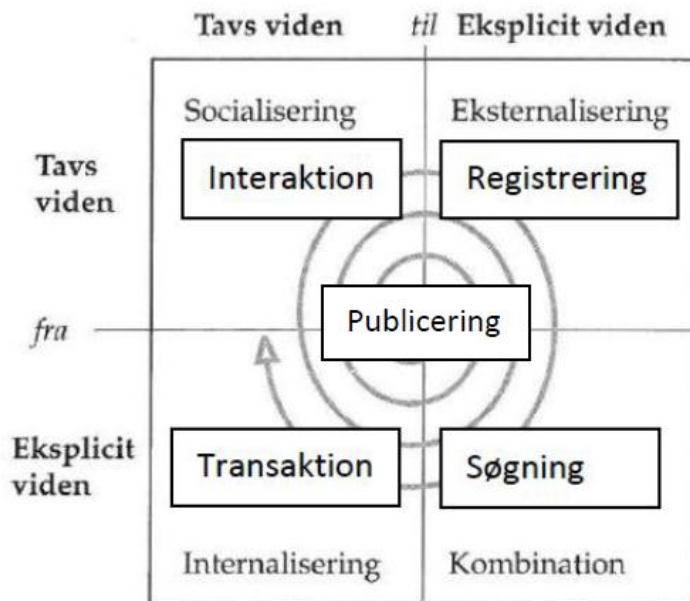 Tavs viden til Eksplicit viden
Socialisering
Eksternalisering
Tavs
viden
Interaktion
Registrering
Publicering
fra
Eksplicit
viden
Transaktion
Søgning
Internalisering
Kombination